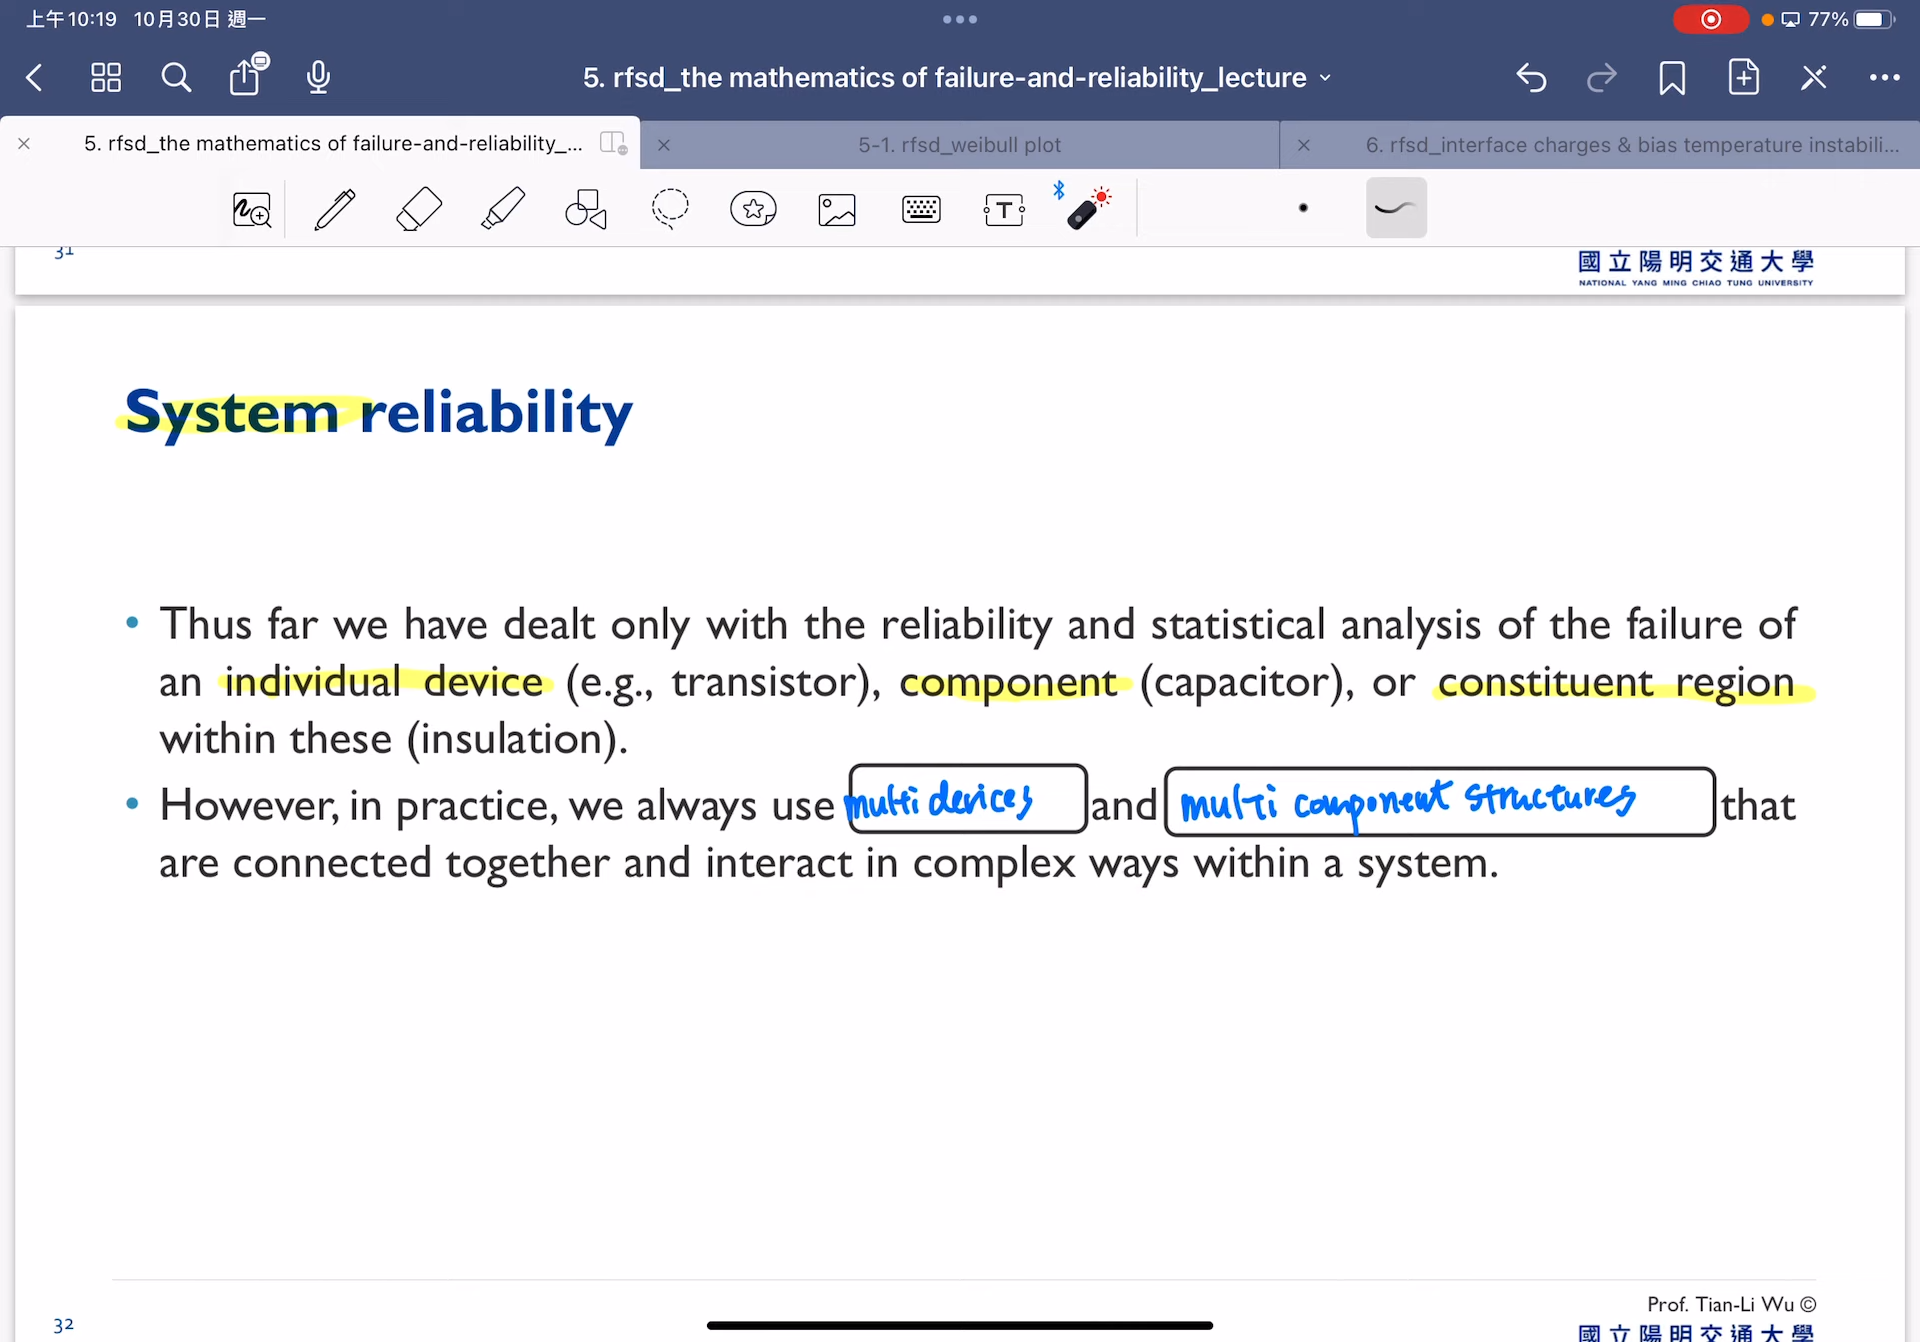 上午10:19 10月30日 週一
77%
5. rfsd_the mathematics of failure-and-reliability_lecture
5. rfsd_the mathematics of failure-and-reliability_...
5-1. rfsd_weibull plot
6. rfsd_interface charges & bias temperature instabili...
31
國立陽明交通大學
NATIONAL YANG MING CHIAO TUNG UNIVERSITY
System reliability
• Thus far we have dealt only with the reliability and statistical analysis of the failure of
an individual device (e.g., transistor), component (capacitor), or constituent region
within these (insulation).
• However, in practice, we always use multi devices and multi component structures that
are connected together and interact in complex ways within a system.
Prof. Tian-Li Wu ©
32
國立陽明交通大學